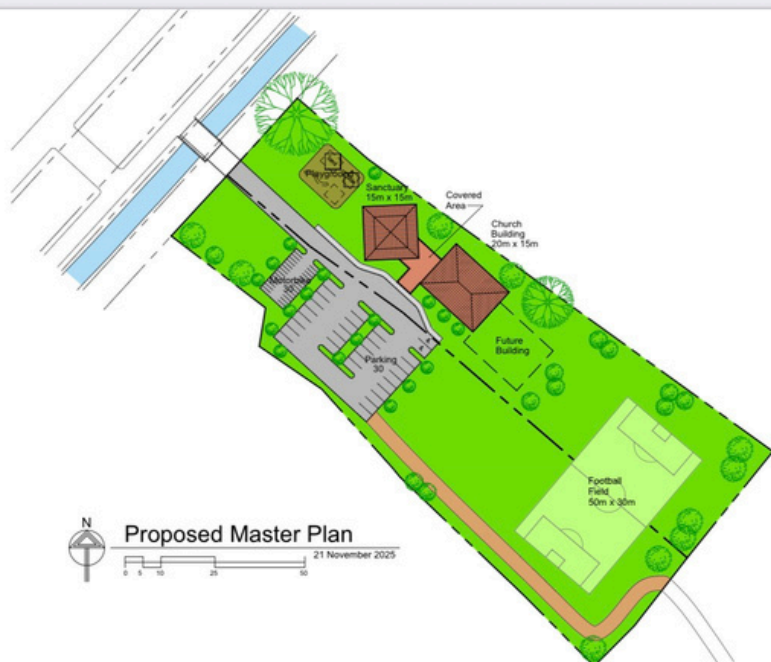 Playground
Sanctuary
15m x 15m
Covered
Area
Church
Building
20m x 15m
Motorbike
30
Future
Building
Parking
30
Football
Field
50m x 30m
N
Proposed Master Plan
21 November 2025
0 5 10 25 50